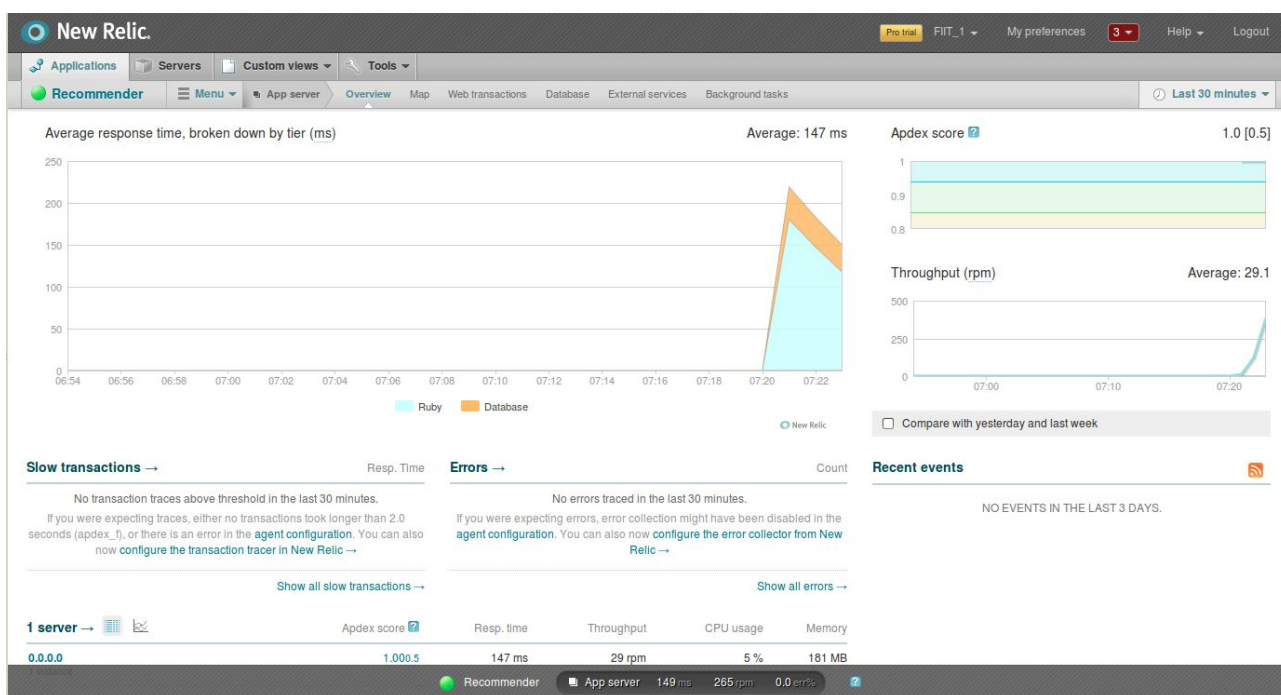 New Relic.
Pro trial FIIT_1 My preferences 3 Help Logout
Applications Servers Custom views Tools
Recommender Menu App server Overview Map Web transactions Database External services Background tasks Last 30 minutes
Average response time, broken down by tier (ms) Average: 147 ms
250
200
150
100
50
0
06:54 06:56 06:58 07:00 07:02 07:04 07:06 07:08 07:10 07:12 07:14 07:16 07:18 07:20 07:22
Ruby Database
New Relic
Apdex score ? 1.0 [0.5]
1
0.9
0.8
Throughput (rpm) Average: 29.1
500
250
0
07:00 07:10 07:20
Compare with yesterday and last week
Slow transactions → Resp. Time
No transaction traces above threshold in the last 30 minutes.
If you were expecting traces, either no transactions took longer than 2.0
seconds (apdex_f), or there is an error in the agent configuration. You can also
now configure the transaction tracer in New Relic →
Show all slow transactions →
Errors → Count
No errors traced in the last 30 minutes.
If you were expecting errors, error collection might have been disabled in the
agent configuration. You can also now configure the error collector from New
Relic →
Show all errors →
Recent events
NO EVENTS IN THE LAST 3 DAYS.
1 server → Apdex score ? Resp. time Throughput CPU usage Memory
0.0.0.0 1.000.5 147 ms 29 rpm 5 % 181 MB
1 instance
Recommender App server 149 ms 265 rpm 0.0 err% ?